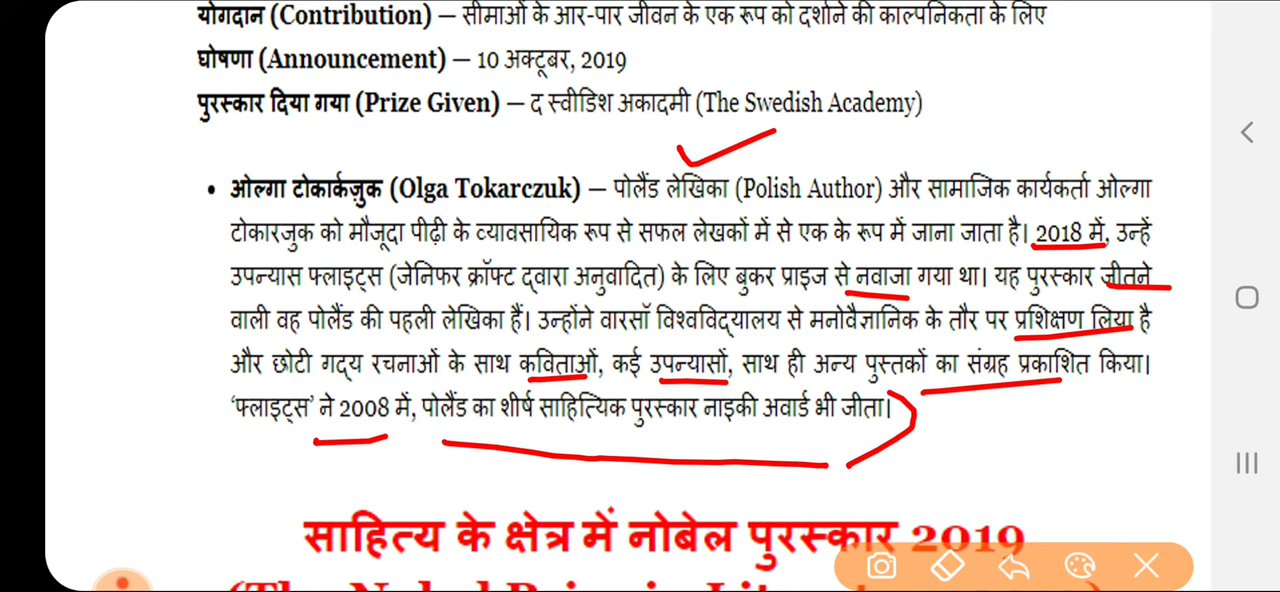 योगदान (Contribution) — सीमाओं के आर-पार जीवन के एक रूप को दर्शाने की काल्पनिकता के लिए
घोषणा (Announcement) — 10 अक्टूबर, 2019
पुरस्कार दिया गया (Prize Given) — द स्वीडिश अकादमी (The Swedish Academy)
• ओल्गा टोकार्कज़ुक (Olga Tokarczuk) — पोलैंड लेखिका (Polish Author) और सामाजिक कार्यकर्ता ओल्गा
टोकारजुक को मौजूदा पीढ़ी के व्यावसायिक रूप से सफल लेखकों में से एक के रूप में जाना जाता है। 2018 में, उन्हें
उपन्यास फ्लाइट्स (जेनिफर क्रॉफ्ट द्वारा अनुवादित) के लिए बुकर प्राइज से नवाजा गया था। यह पुरस्कार जीतने
वाली वह पोलैंड की पहली लेखिका हैं। उन्होंने वारसॉ विश्वविद्यालय से मनोवैज्ञानिक के तौर पर प्रशिक्षण लिया है
और छोटी गद्य रचनाओं के साथ कविताओं, कई उपन्यासों, साथ ही अन्य पुस्तकों का संग्रह प्रकाशित किया।
'फ्लाइट्स' ने 2008 में, पोलैंड का शीर्ष साहित्यिक पुरस्कार नाइकी अवार्ड भी जीता।
साहित्य के क्षेत्र में नोबेल पुरस्कार 2019
(The Nobel Prize in